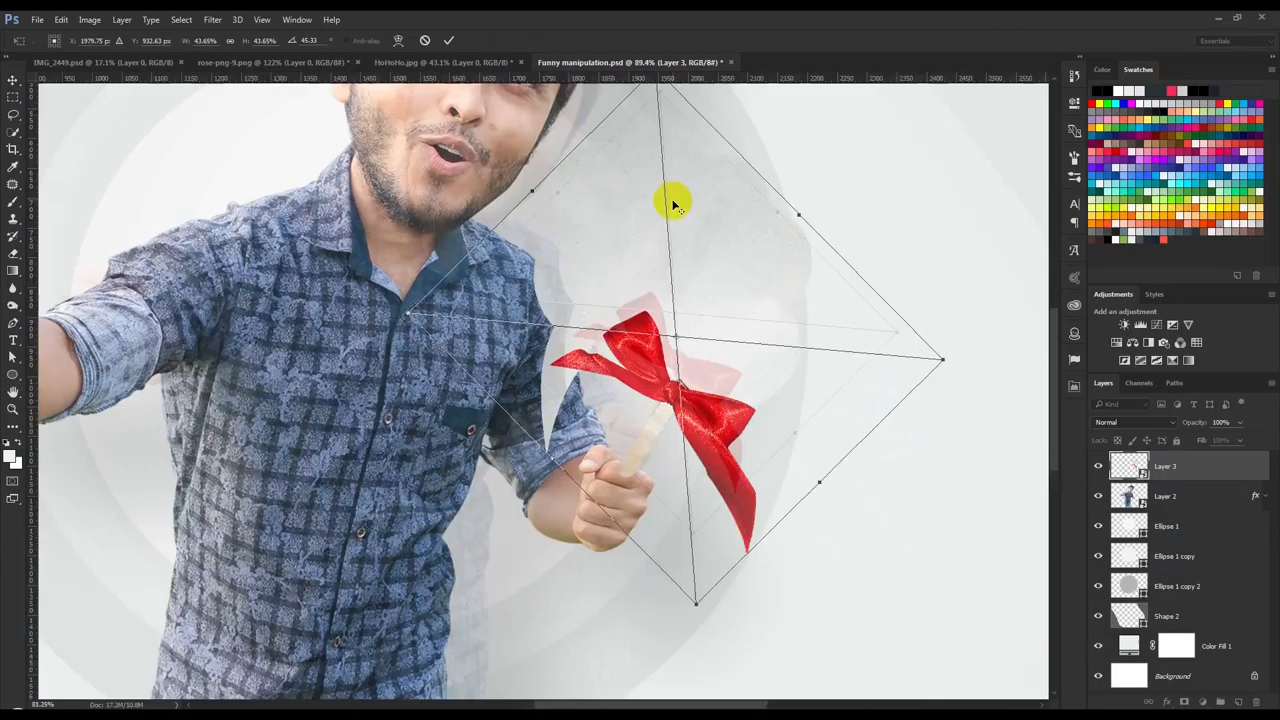 Ps File Edit Image Layer Type Select Filter 3D View Window Help
X: 1979.75 px Y: 932.63 px W: 43.65% H: 43.65% 45.33 Anti-alias Essentials
IMG_2449.psd @ 17.1% (Layer 0, RGB/8) × rose-png-9.png @ 122% (Layer 0, RGB/8#) * × HoHoHo.jpg @ 43.1% (Layer 0, RGB/8#) * × Funny manipulation.psd @ 89.4% (Layer 3, RGB/8#) * ×
Color Swatches
Adjustments Styles
Add an adjustment
Layers Channels Paths
Kind
Normal Opacity: 100%
Lock: Fill: 100%
Layer 3
Layer 2 fx
Ellipse 1
Ellipse 1 copy
Ellipse 1 copy 2
Shape 2
Color Fill 1
Background
81.25% Doc: 17.2M/10.8M